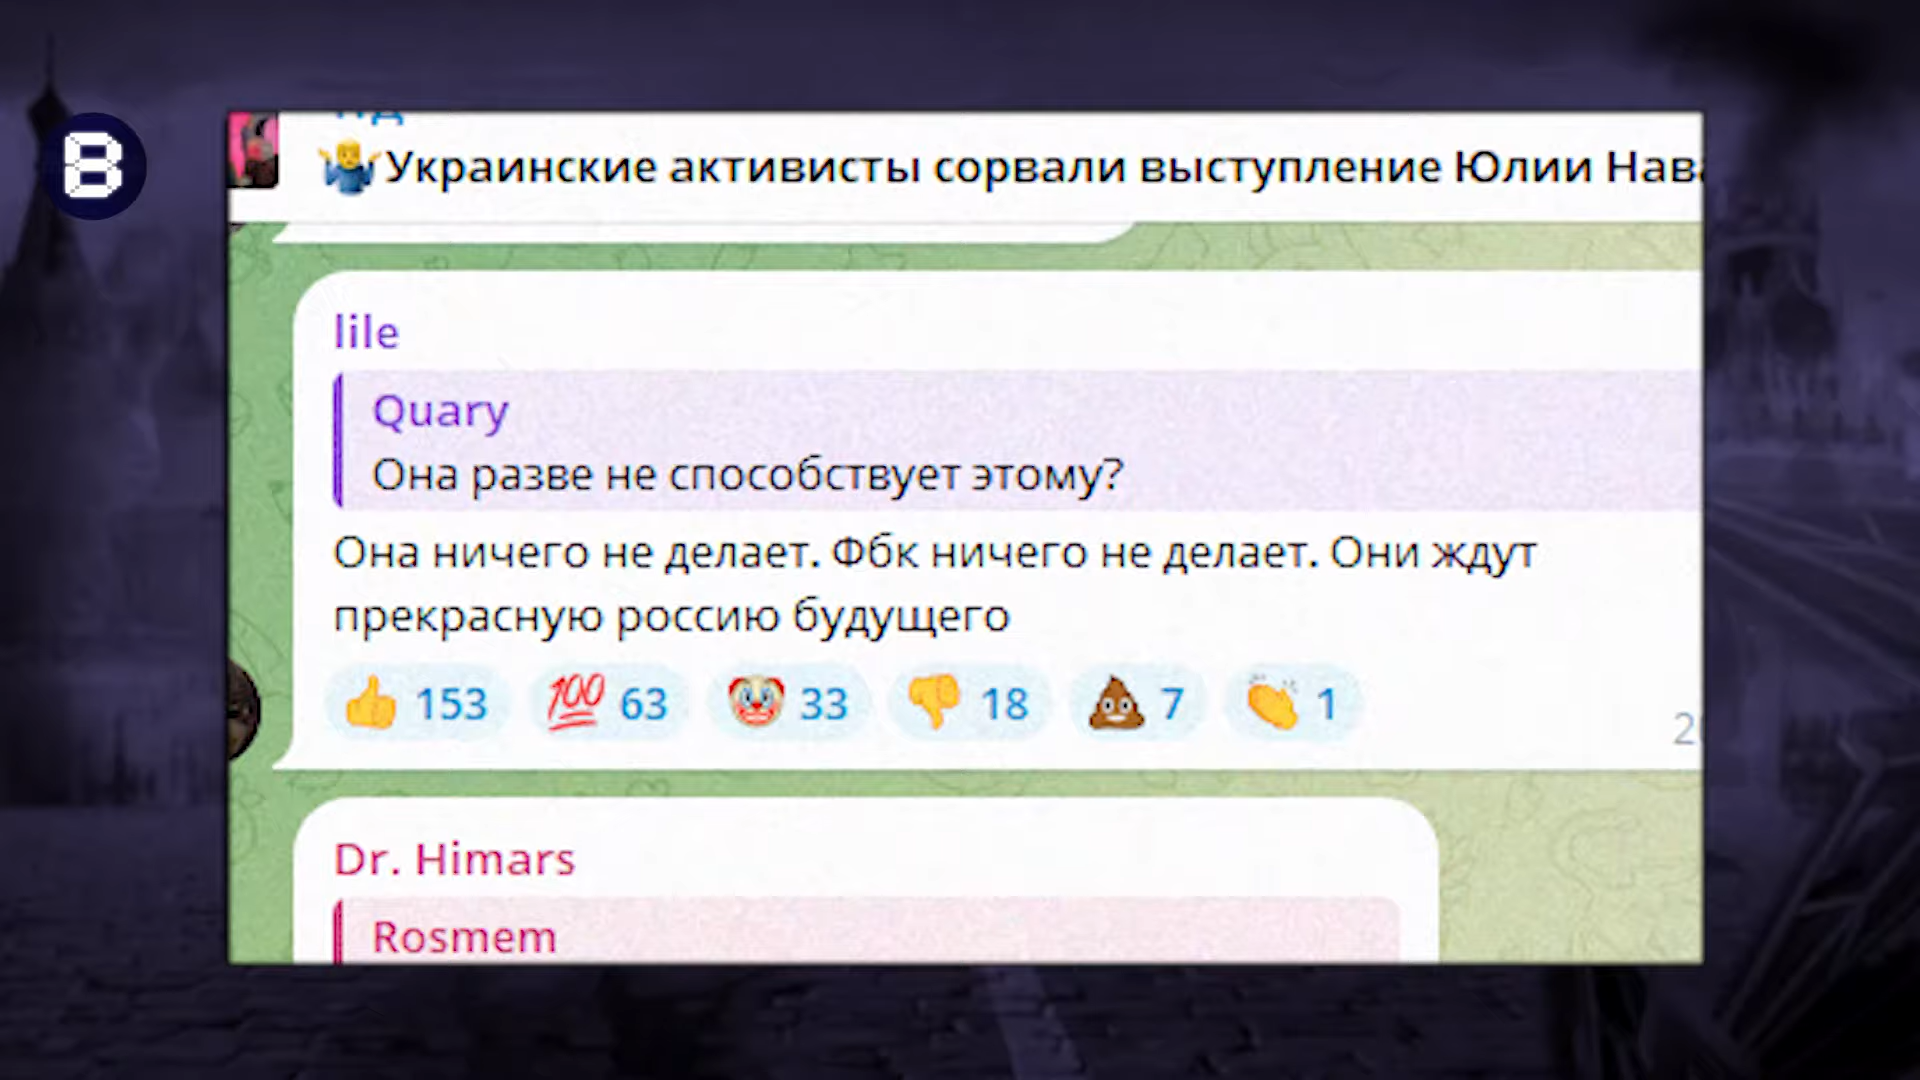 B
Украинские активисты сорвали выступление Юлии
lile
Quary
Она разве не способствует этому?
Она ничего не делает. Фбк ничего не делает. Они ждут
прекрасную россию будущего
153 63 33 18 7 1
Dr. Himars
Rosmem